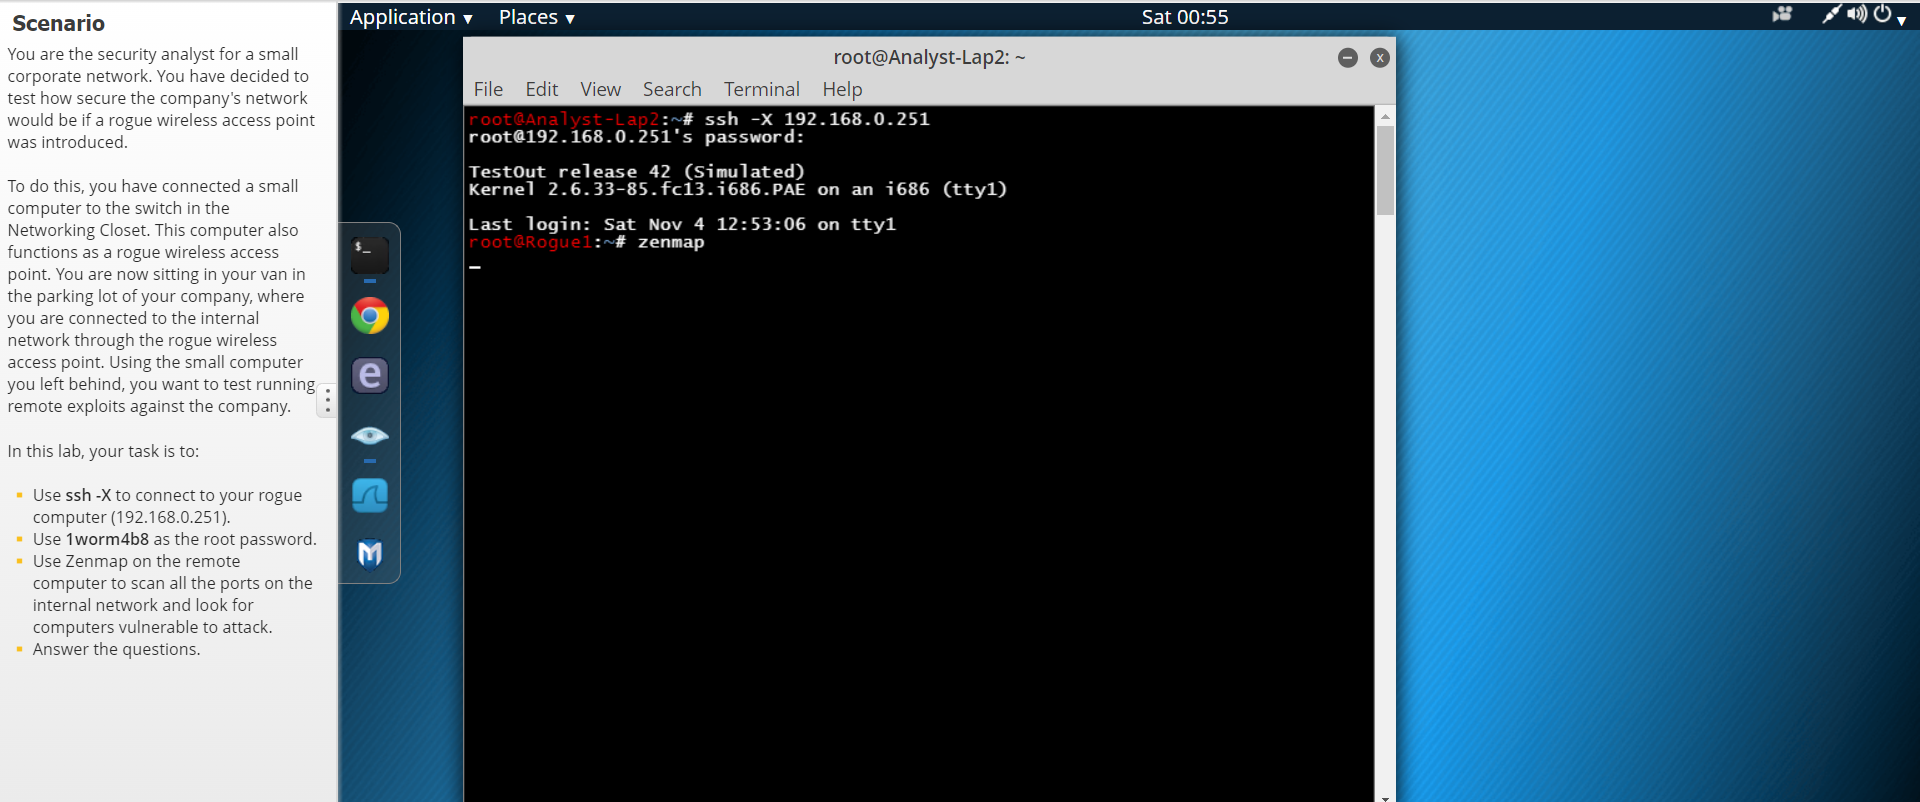 Scenario
You are the security analyst for a small
corporate network. You have decided to
test how secure the company's network
would be if a rogue wireless access point
was introduced.
To do this, you have connected a small
computer to the switch in the
Networking Closet. This computer also
functions as a rogue wireless access
point. You are now sitting in your van in
the parking lot of your company, where
you are connected to the internal
network through the rogue wireless
access point. Using the small computer
you left behind, you want to test running
remote exploits against the company.
In this lab, your task is to:
Use ssh -X to connect to your rogue
computer (192.168.0.251).
Use 1worm4b8 as the root password.
Use Zenmap on the remote
computer to scan all the ports on the
internal network and look for
computers vulnerable to attack.
Answer the questions.
Application ▾ Places ▾ Sat 00:55
root@Analyst-Lap2: ~
File Edit View Search Terminal Help
root@Analyst-Lap2:~# ssh -X 192.168.0.251
root@192.168.0.251's password:
TestOut release 42 (Simulated)
Kernel 2.6.33-85.fc13.i686.PAE on an i686 (tty1)
Last login: Sat Nov 4 12:53:06 on tty1
root@Rogue1:~# zenmap